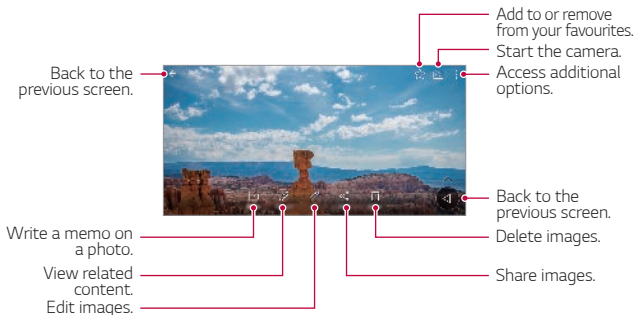 Add to or remove
from your favourites.
Start the camera.
Access additional
options.
Back to the
previous screen.
Back to the
previous screen.
Delete images.
Share images.
Write a memo on
a photo.
View related
content.
Edit images.